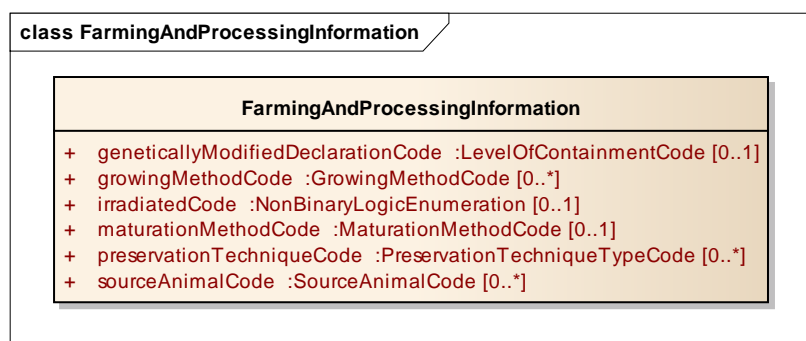 class FarmingAndProcessingInformation
FarmingAndProcessingInformation
+ geneticallyModifiedDeclarationCode :LevelOfContainmentCode [0..1]
+ growingMethodCode :GrowingMethodCode [0..*]
+ irradiatedCode :NonBinaryLogicEnumeration [0..1]
+ maturationMethodCode :MaturationMethodCode [0..1]
+ preservationTechniqueCode :PreservationTechniqueTypeCode [0..*]
+ sourceAnimalCode :SourceAnimalCode [0..*]